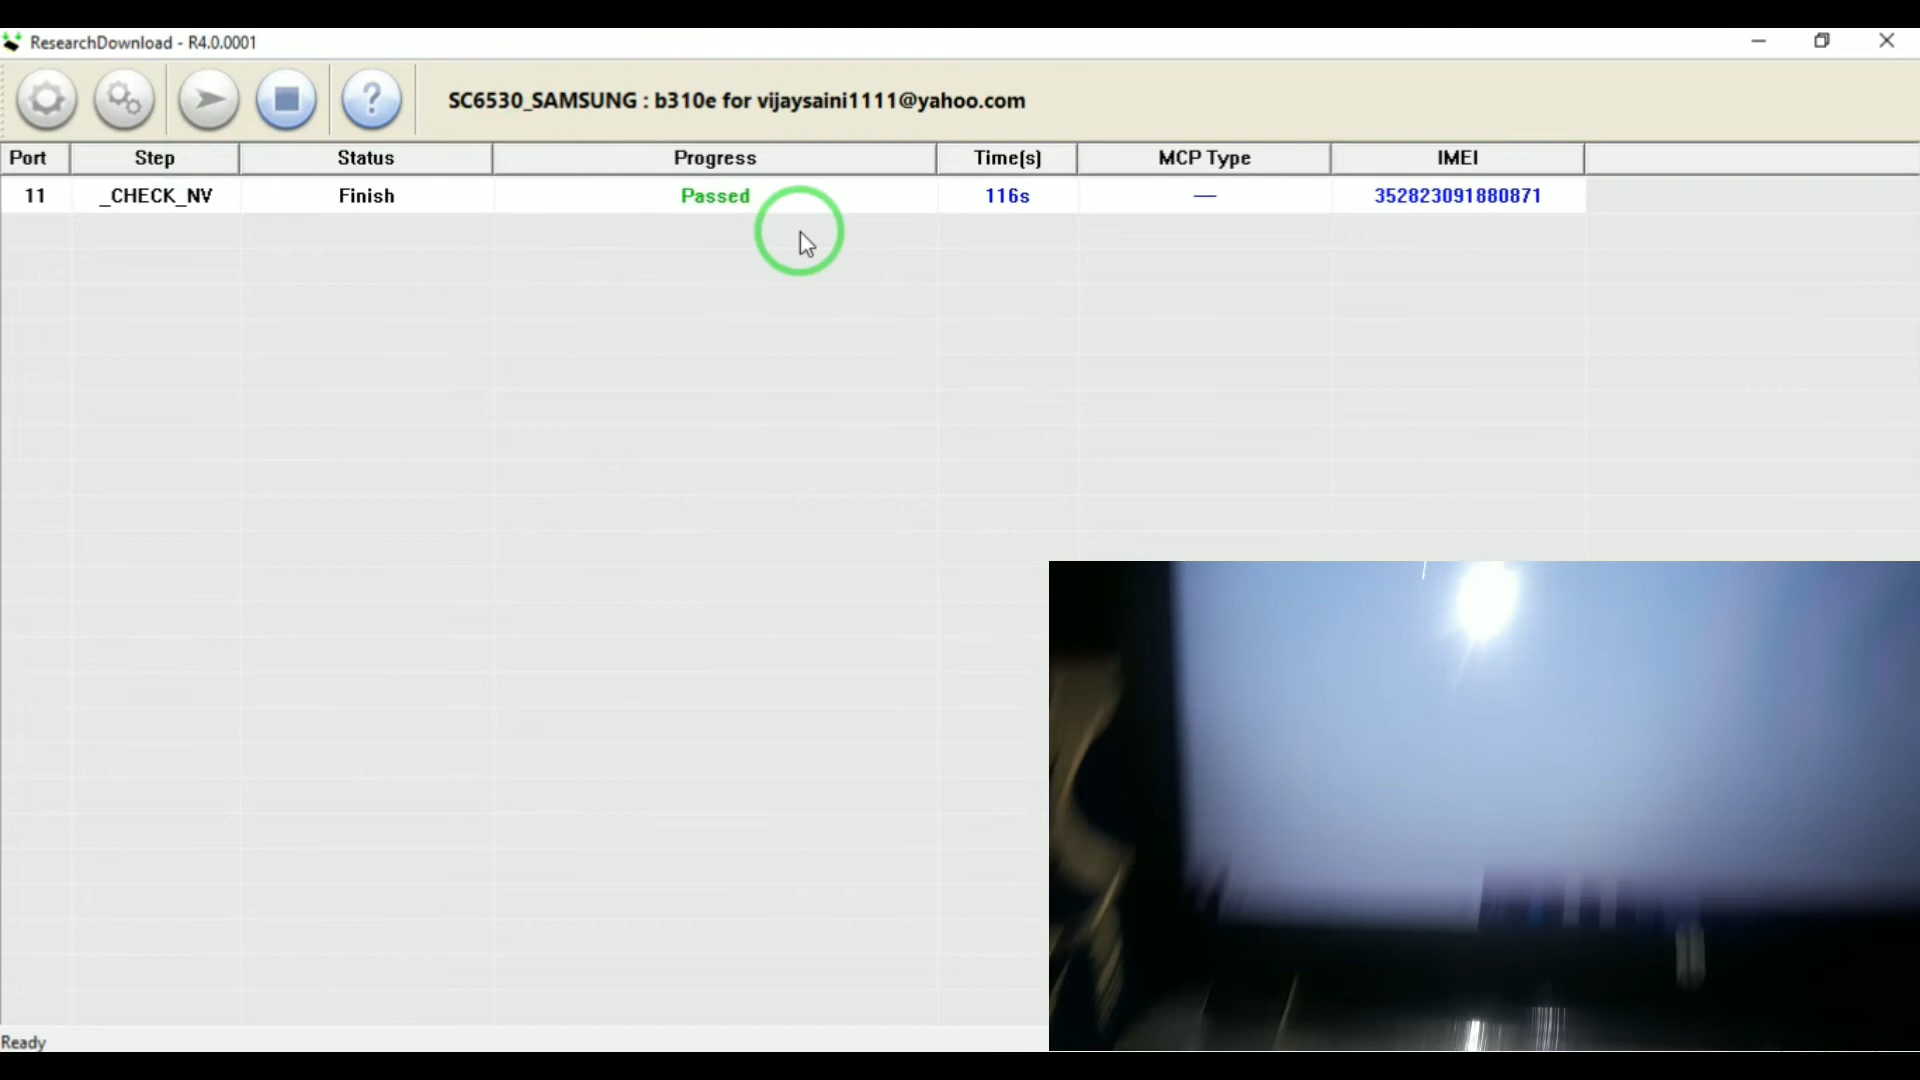 ResearchDownload - R4.0.0001
SC6530_SAMSUNG : b310e for vijaysaini1111@yahoo.com
Port Step Status Progress Time(s) MCP Type IMEI
11 _CHECK_NV Finish Passed 116s — 352823091880871
Ready